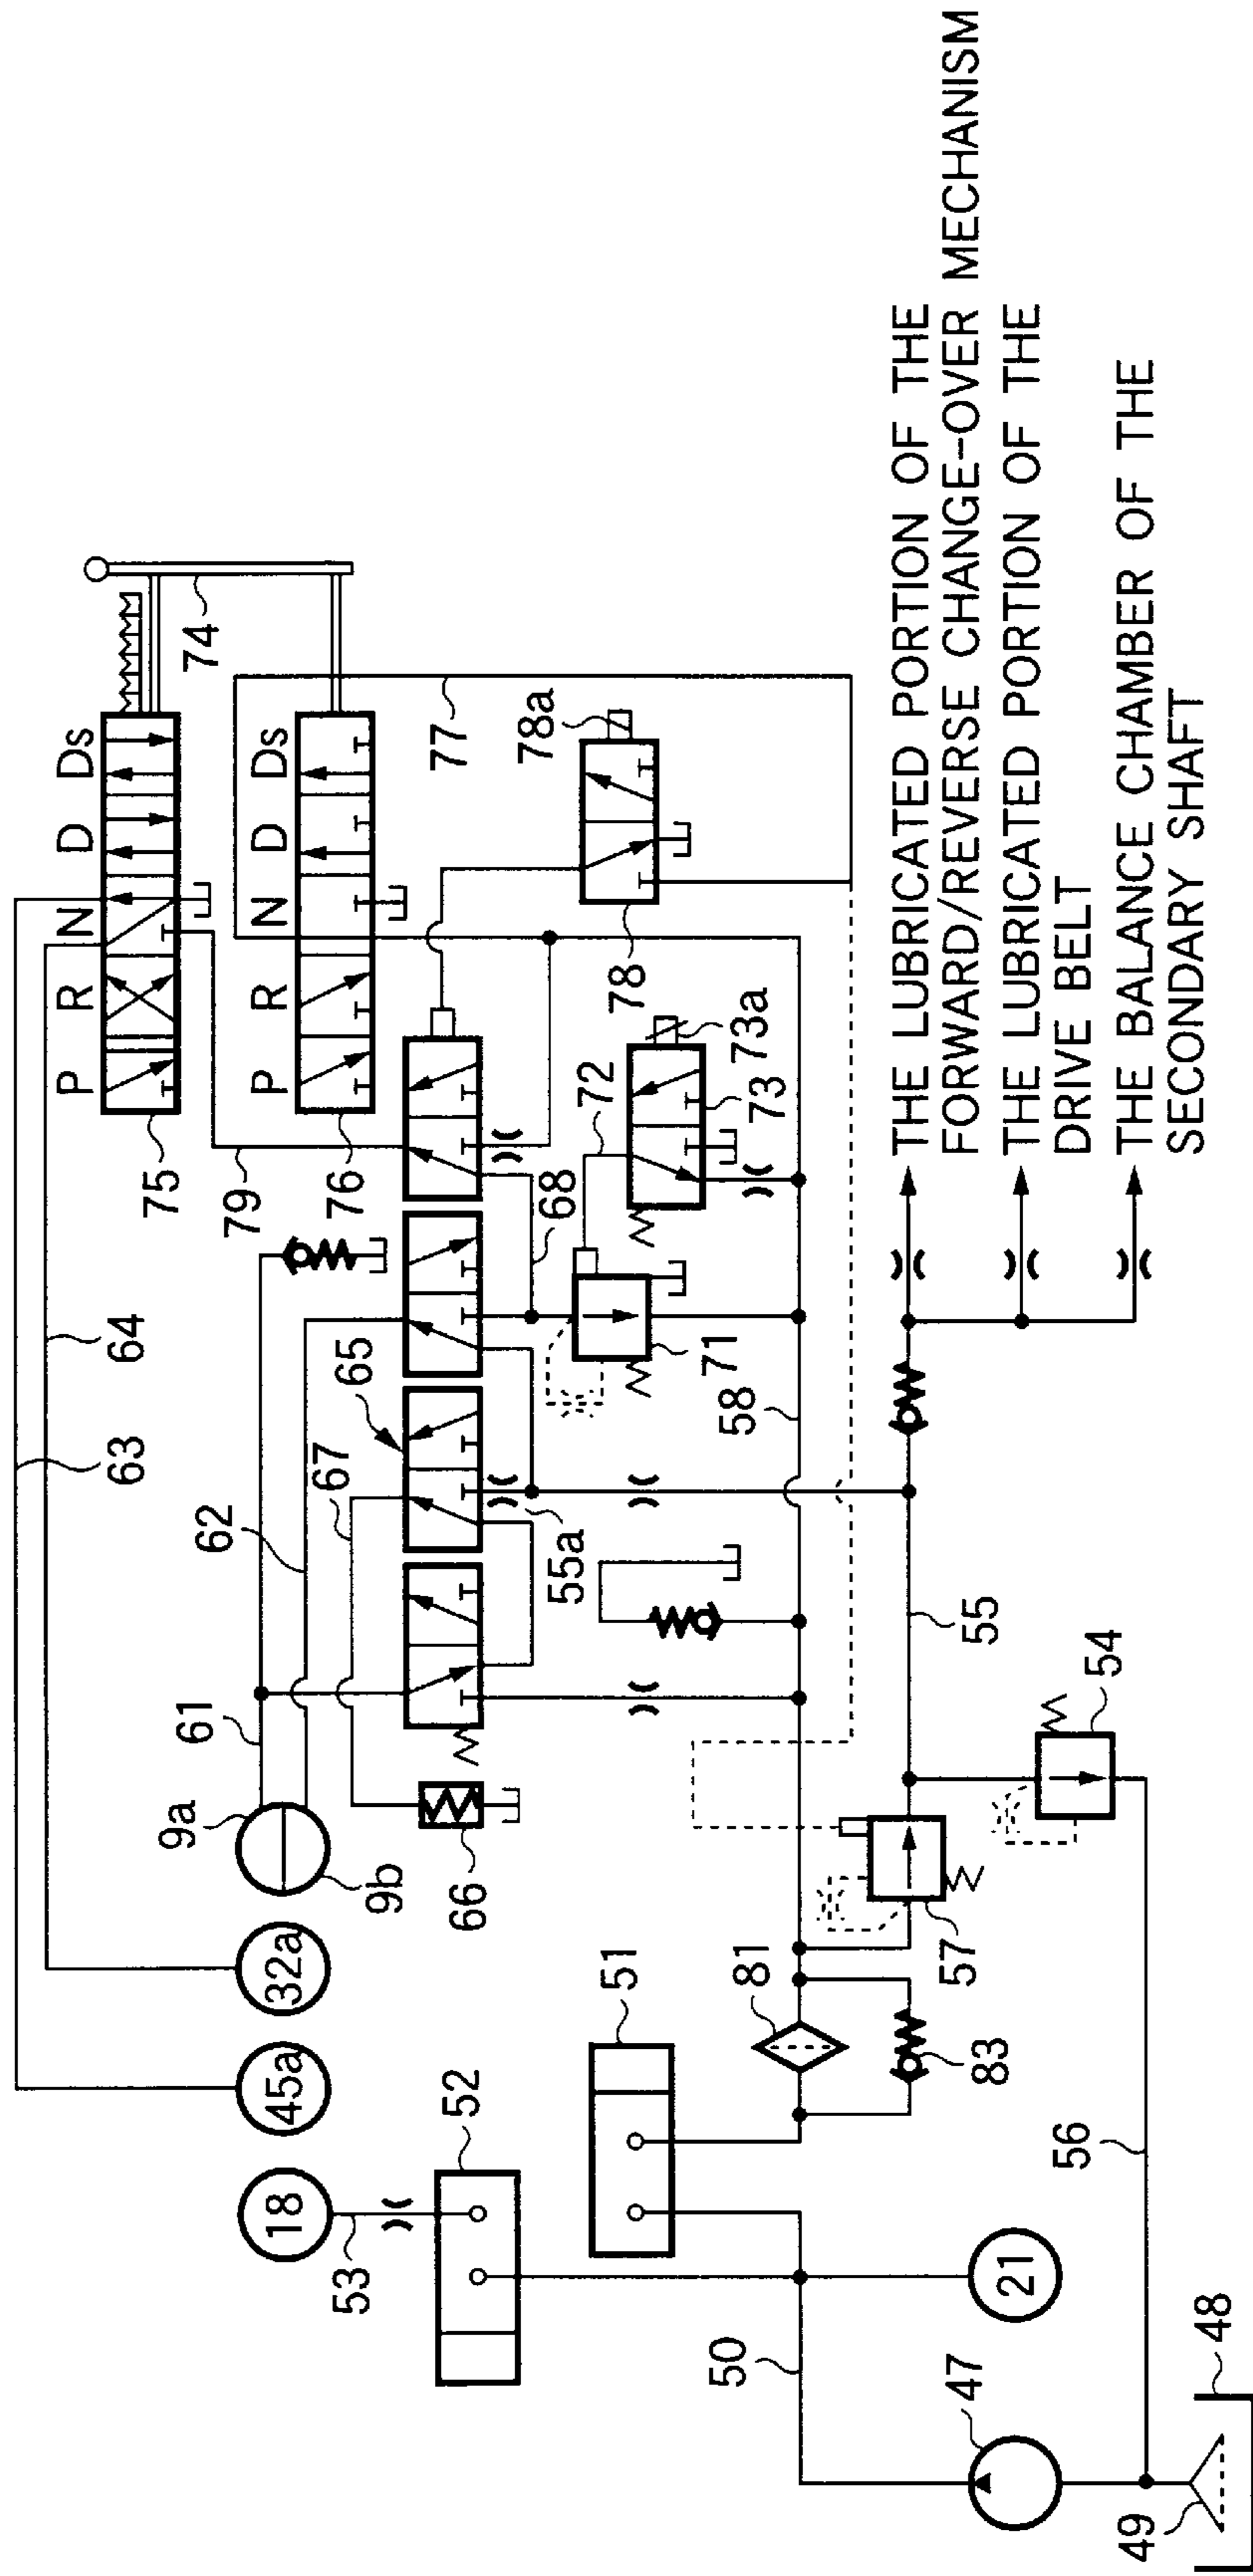 P R N D Ds
63
64
75
9a
61
62
74
79
P R N D Ds
18
45a
32a
53
67
65
76
9b
77
52
66
78a
55a
68
72
51
78
50
81
58
71
73
73a
THE LUBRICATED PORTION OF THE
FORWARD/REVERSE CHANGE-OVER MECHANISM
47
83
57
55
21
THE LUBRICATED PORTION OF THE
DRIVE BELT
56
54
THE BALANCE CHAMBER OF THE
SECONDARY SHAFT
49
48